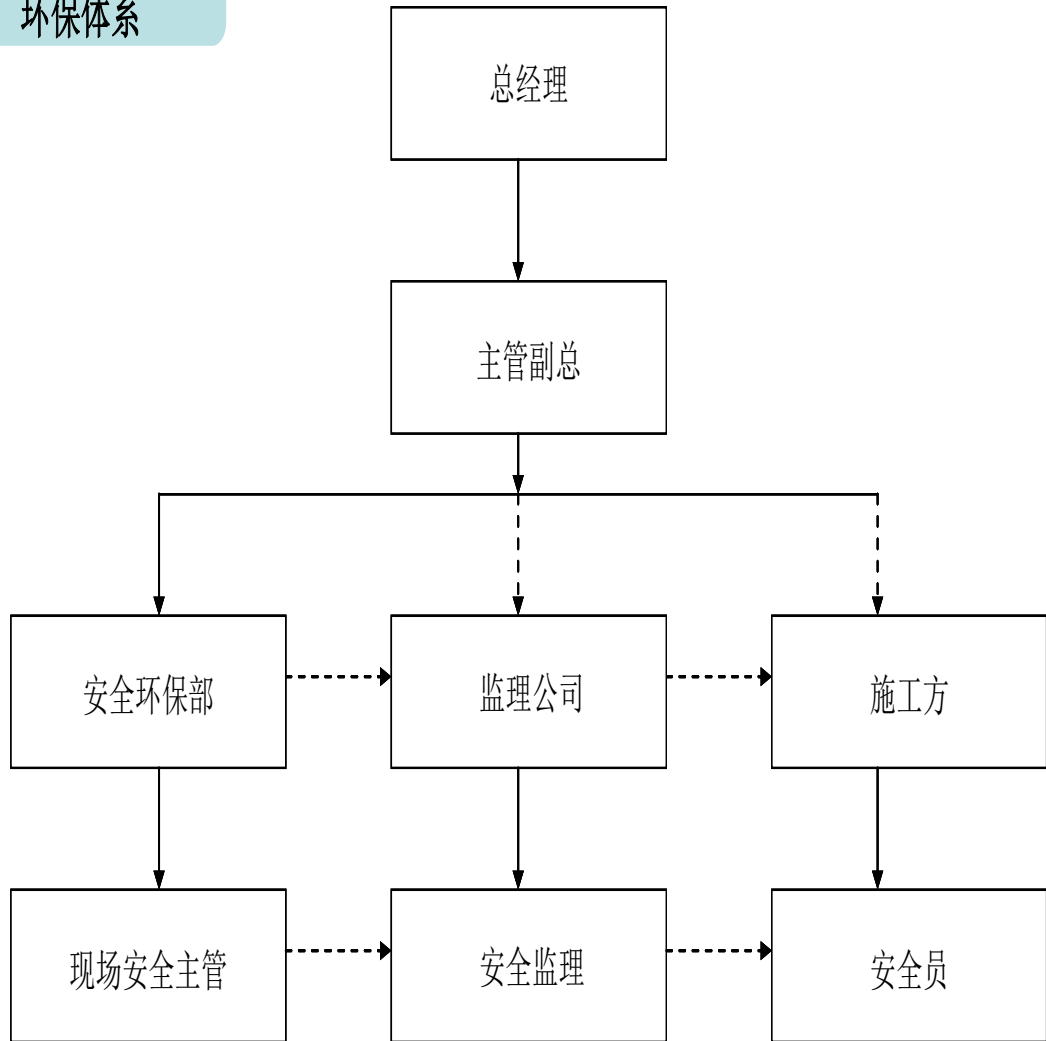 环保体系
总经理
主管副总
安全环保部
监理公司
施工方
现场安全主管
安全监理
安全员